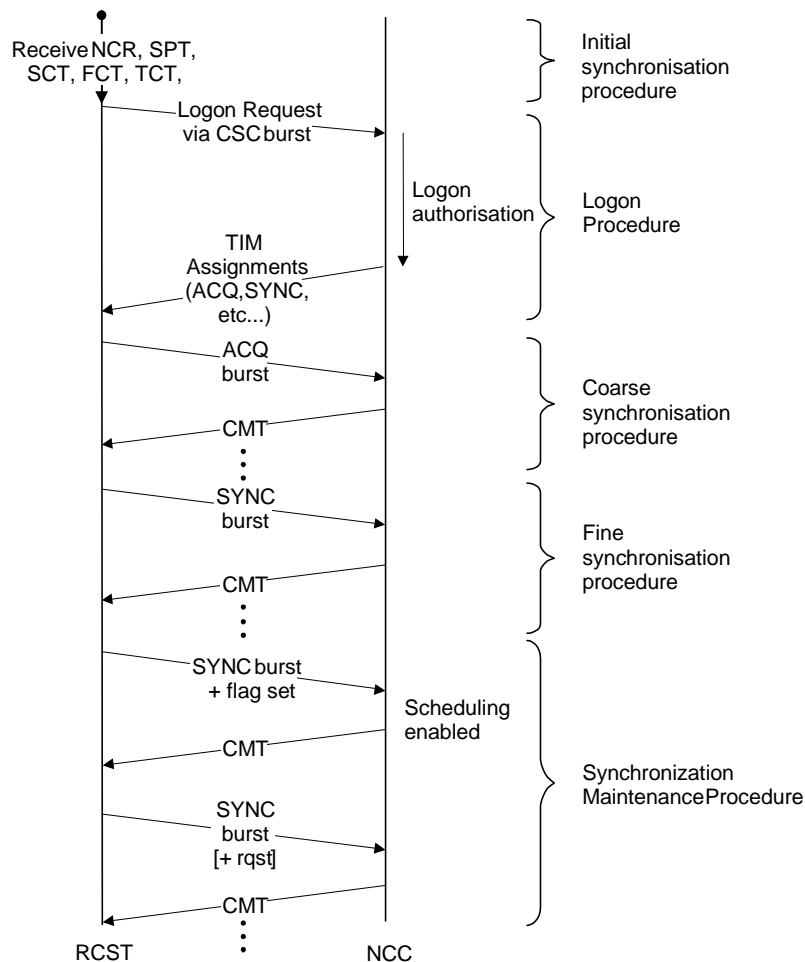 Receive NCR, SPT,
SCT, FCT, TCT,
Initial
synchronisation
procedure
Logon Request
via CSC burst
Logon
authorisation
Logon
Procedure
TIM
Assignments
(ACQ,SYNC,
etc...)
ACQ
burst
CMT
Coarse
synchronisation
procedure
SYNC
burst
CMT
Fine
synchronisation
procedure
SYNC burst
+ flag set
Scheduling
enabled
CMT
Synchronization
Maintenance Procedure
SYNC
burst
[+ rqst]
CMT
RCST
NCC